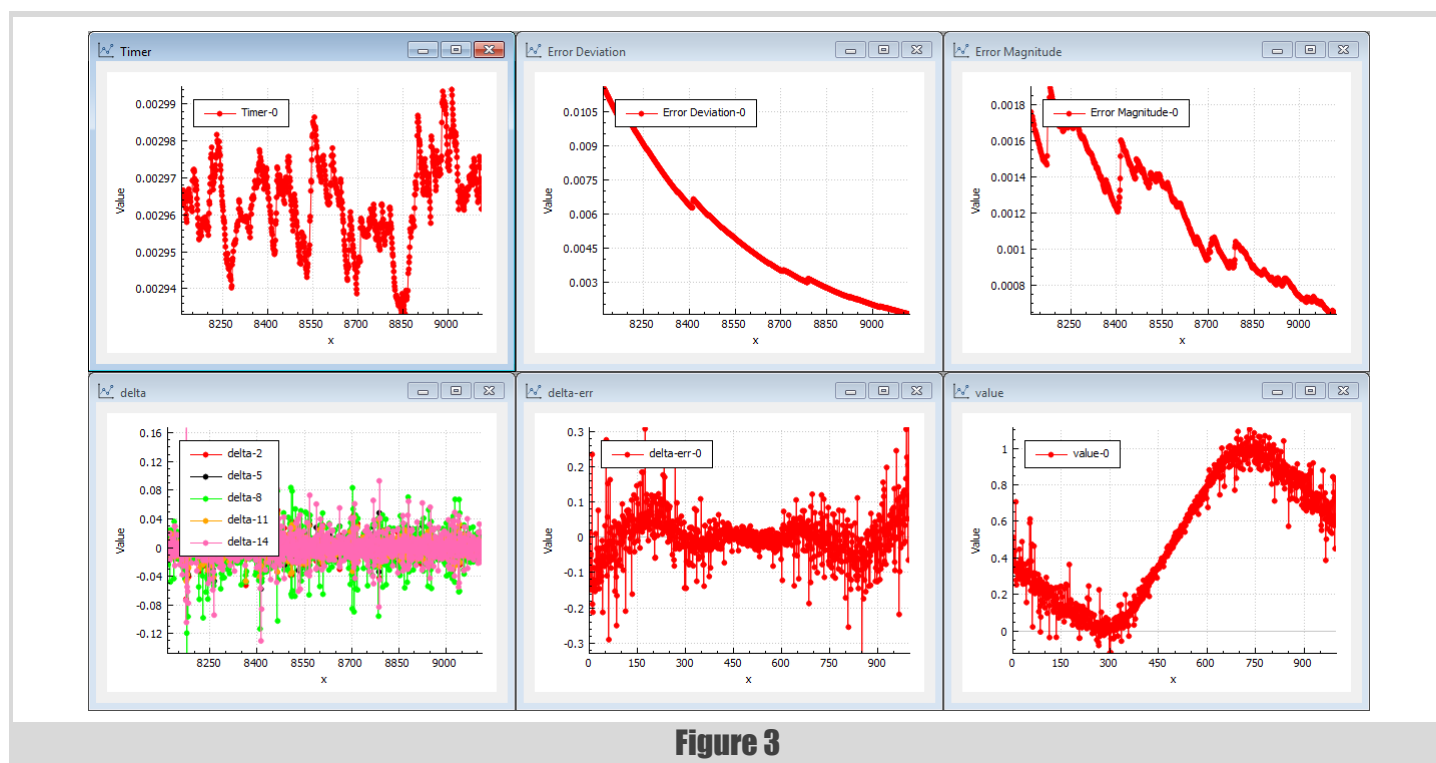 Timer
0.00299
0.00298
0.00297
0.00296
0.00295
0.00294
Value
Timer-0
8250 8400 8550 8700 8850 9000
x
Error Deviation
0.0105
0.009
0.0075
0.006
0.0045
0.003
Value
Error Deviation-0
8250 8400 8550 8700 8850 9000
x
Error Magnitude
0.0018
0.0016
0.0014
0.0012
0.001
0.0008
Value
Error Magnitude-0
8250 8400 8550 8700 8850 9000
x
delta
0.16
0.12
0.08
0.04
0
-0.04
-0.08
-0.12
Value
delta-2
delta-5
delta-8
delta-11
delta-14
8250 8400 8550 8700 8850 9000
x
delta-err
0.3
0.2
0.1
0
-0.1
-0.2
-0.3
Value
delta-err-0
0 150 300 450 600 750 900
x
value
1
0.8
0.6
0.4
0.2
0
Value
value-0
0 150 300 450 600 750 900
x
Figure 3